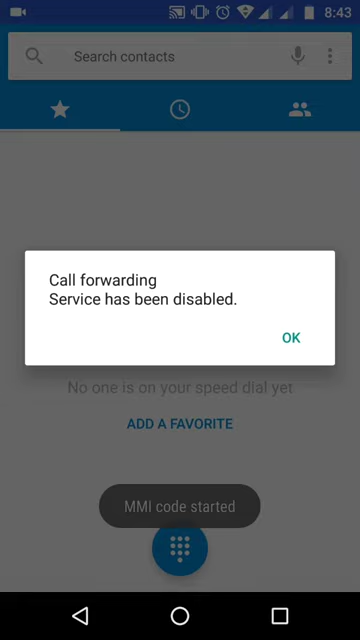 8:43
Search contacts
Call forwarding
Service has been disabled.
OK
No one is on your speed dial yet
ADD A FAVORITE
MMI code started